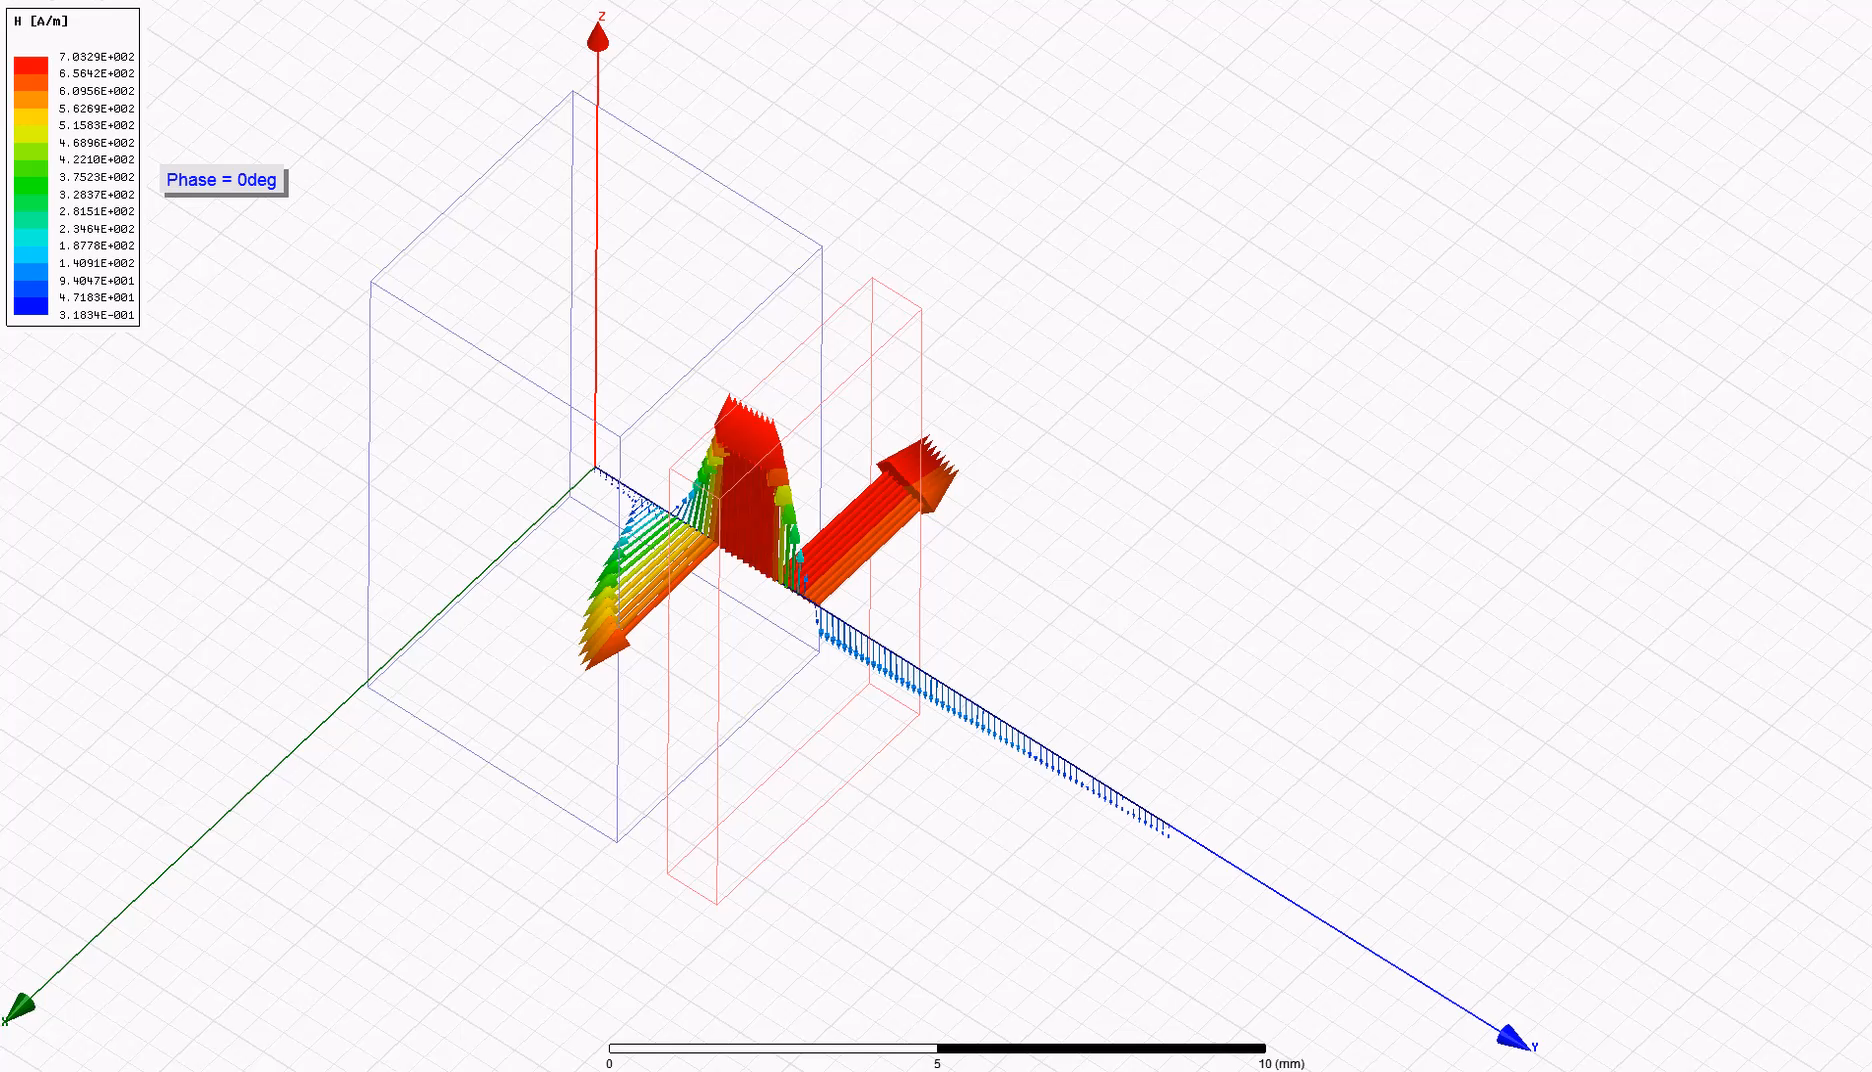 H [A/m]
7.0329E+002
6.5642E+002
6.0956E+002
5.6269E+002
5.1583E+002
4.6896E+002
4.2210E+002
3.7523E+002
3.2837E+002
2.8151E+002
2.3464E+002
1.8778E+002
1.4091E+002
9.4047E+001
4.7183E+001
3.1834E-001
Phase = 0deg
Z
X
Y
0
5
10 (mm)